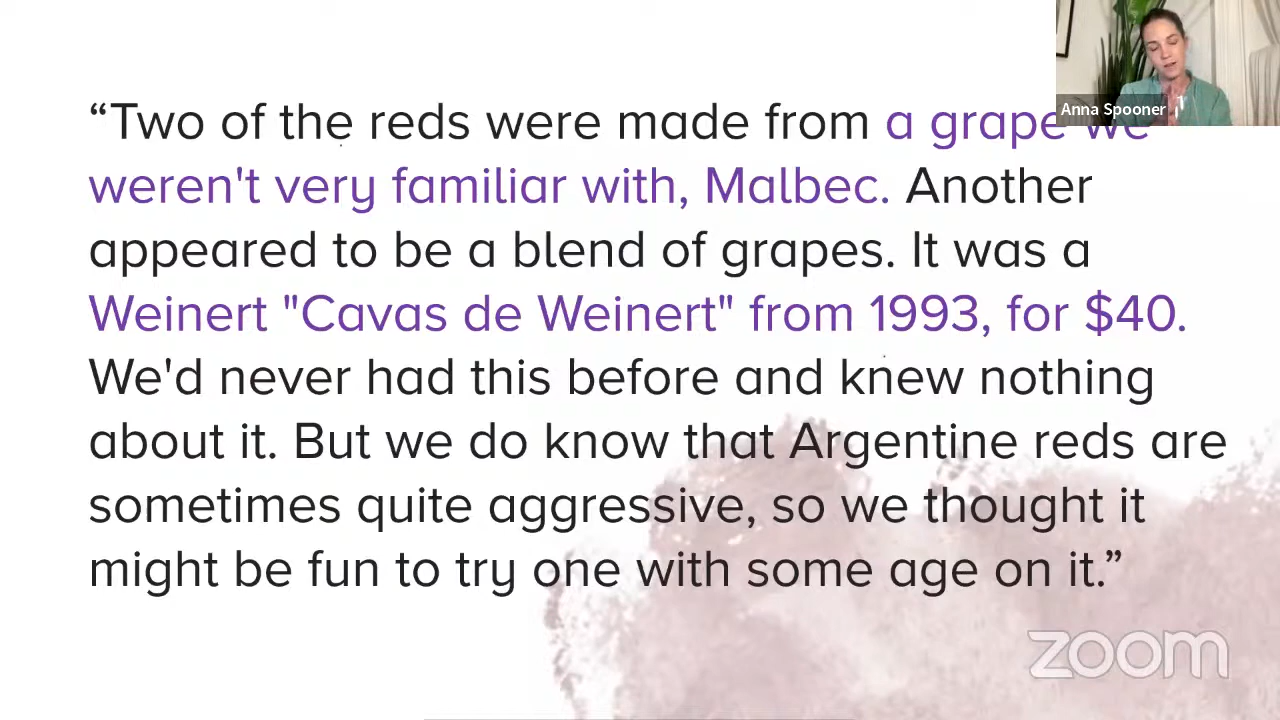 “Two of the reds were made from a grape we
weren't very familiar with, Malbec. Another
appeared to be a blend of grapes. It was a
Weinert "Cavas de Weinert" from 1993, for $40.
We'd never had this before and knew nothing
about it. But we do know that Argentine reds are
sometimes quite aggressive, so we thought it
might be fun to try one with some age on it.”
Anna Spooner
zoom